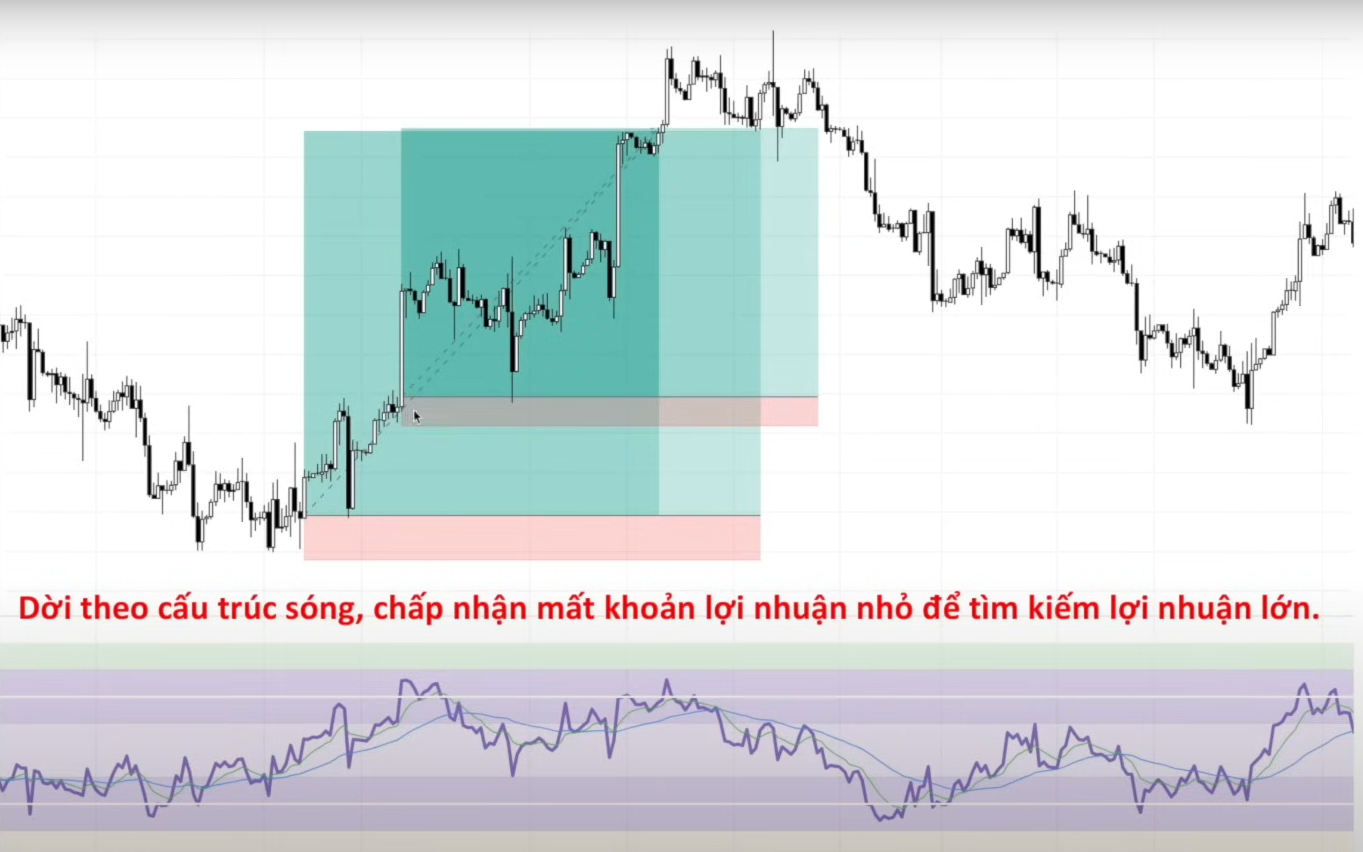 Dời theo cấu trúc sóng, chấp nhận mất khoản lợi nhuận nhỏ để tìm kiếm lợi nhuận lớn.